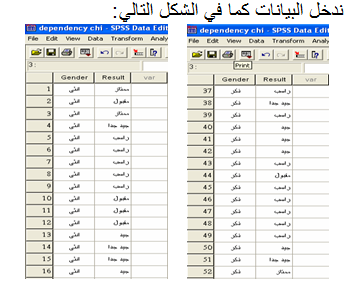 ندخل البيانات كما في الشكل التالي:
dependency chi - SPSS Data Edit
File Edit View Data Transform Analy
3 :
Gender Result var
1 انثى ممتاز
2 انثى مقبول
3 انثى ممتاز
4 انثى جيد جدا
5 انثى راسب
6 انثى راسب
7 انثى راسب
8 انثى راسب
9 انثى راسب
10 انثى مقبول
11 انثى مقبول
12 انثى مقبول
13 انثى جيد
14 انثى جيد جدا
15 انثى جيد جدا
16 انثى جيد
dependency chi - SPSS Data Edi
File Edit View Data Transform Anal
Print
3 :
Gender Result var
37 ذكر راسب
38 ذكر جيد جدا
39 ذكر راسب
40 ذكر جيد
41 ذكر راسب
42 ذكر جيد
43 ذكر راسب
44 ذكر مقبول
45 ذكر راسب
46 ذكر راسب
47 ذكر راسب
48 ذكر راسب
49 ذكر راسب
50 ذكر جيد
51 ذكر جيد جدا
52 ذكر ممتاز